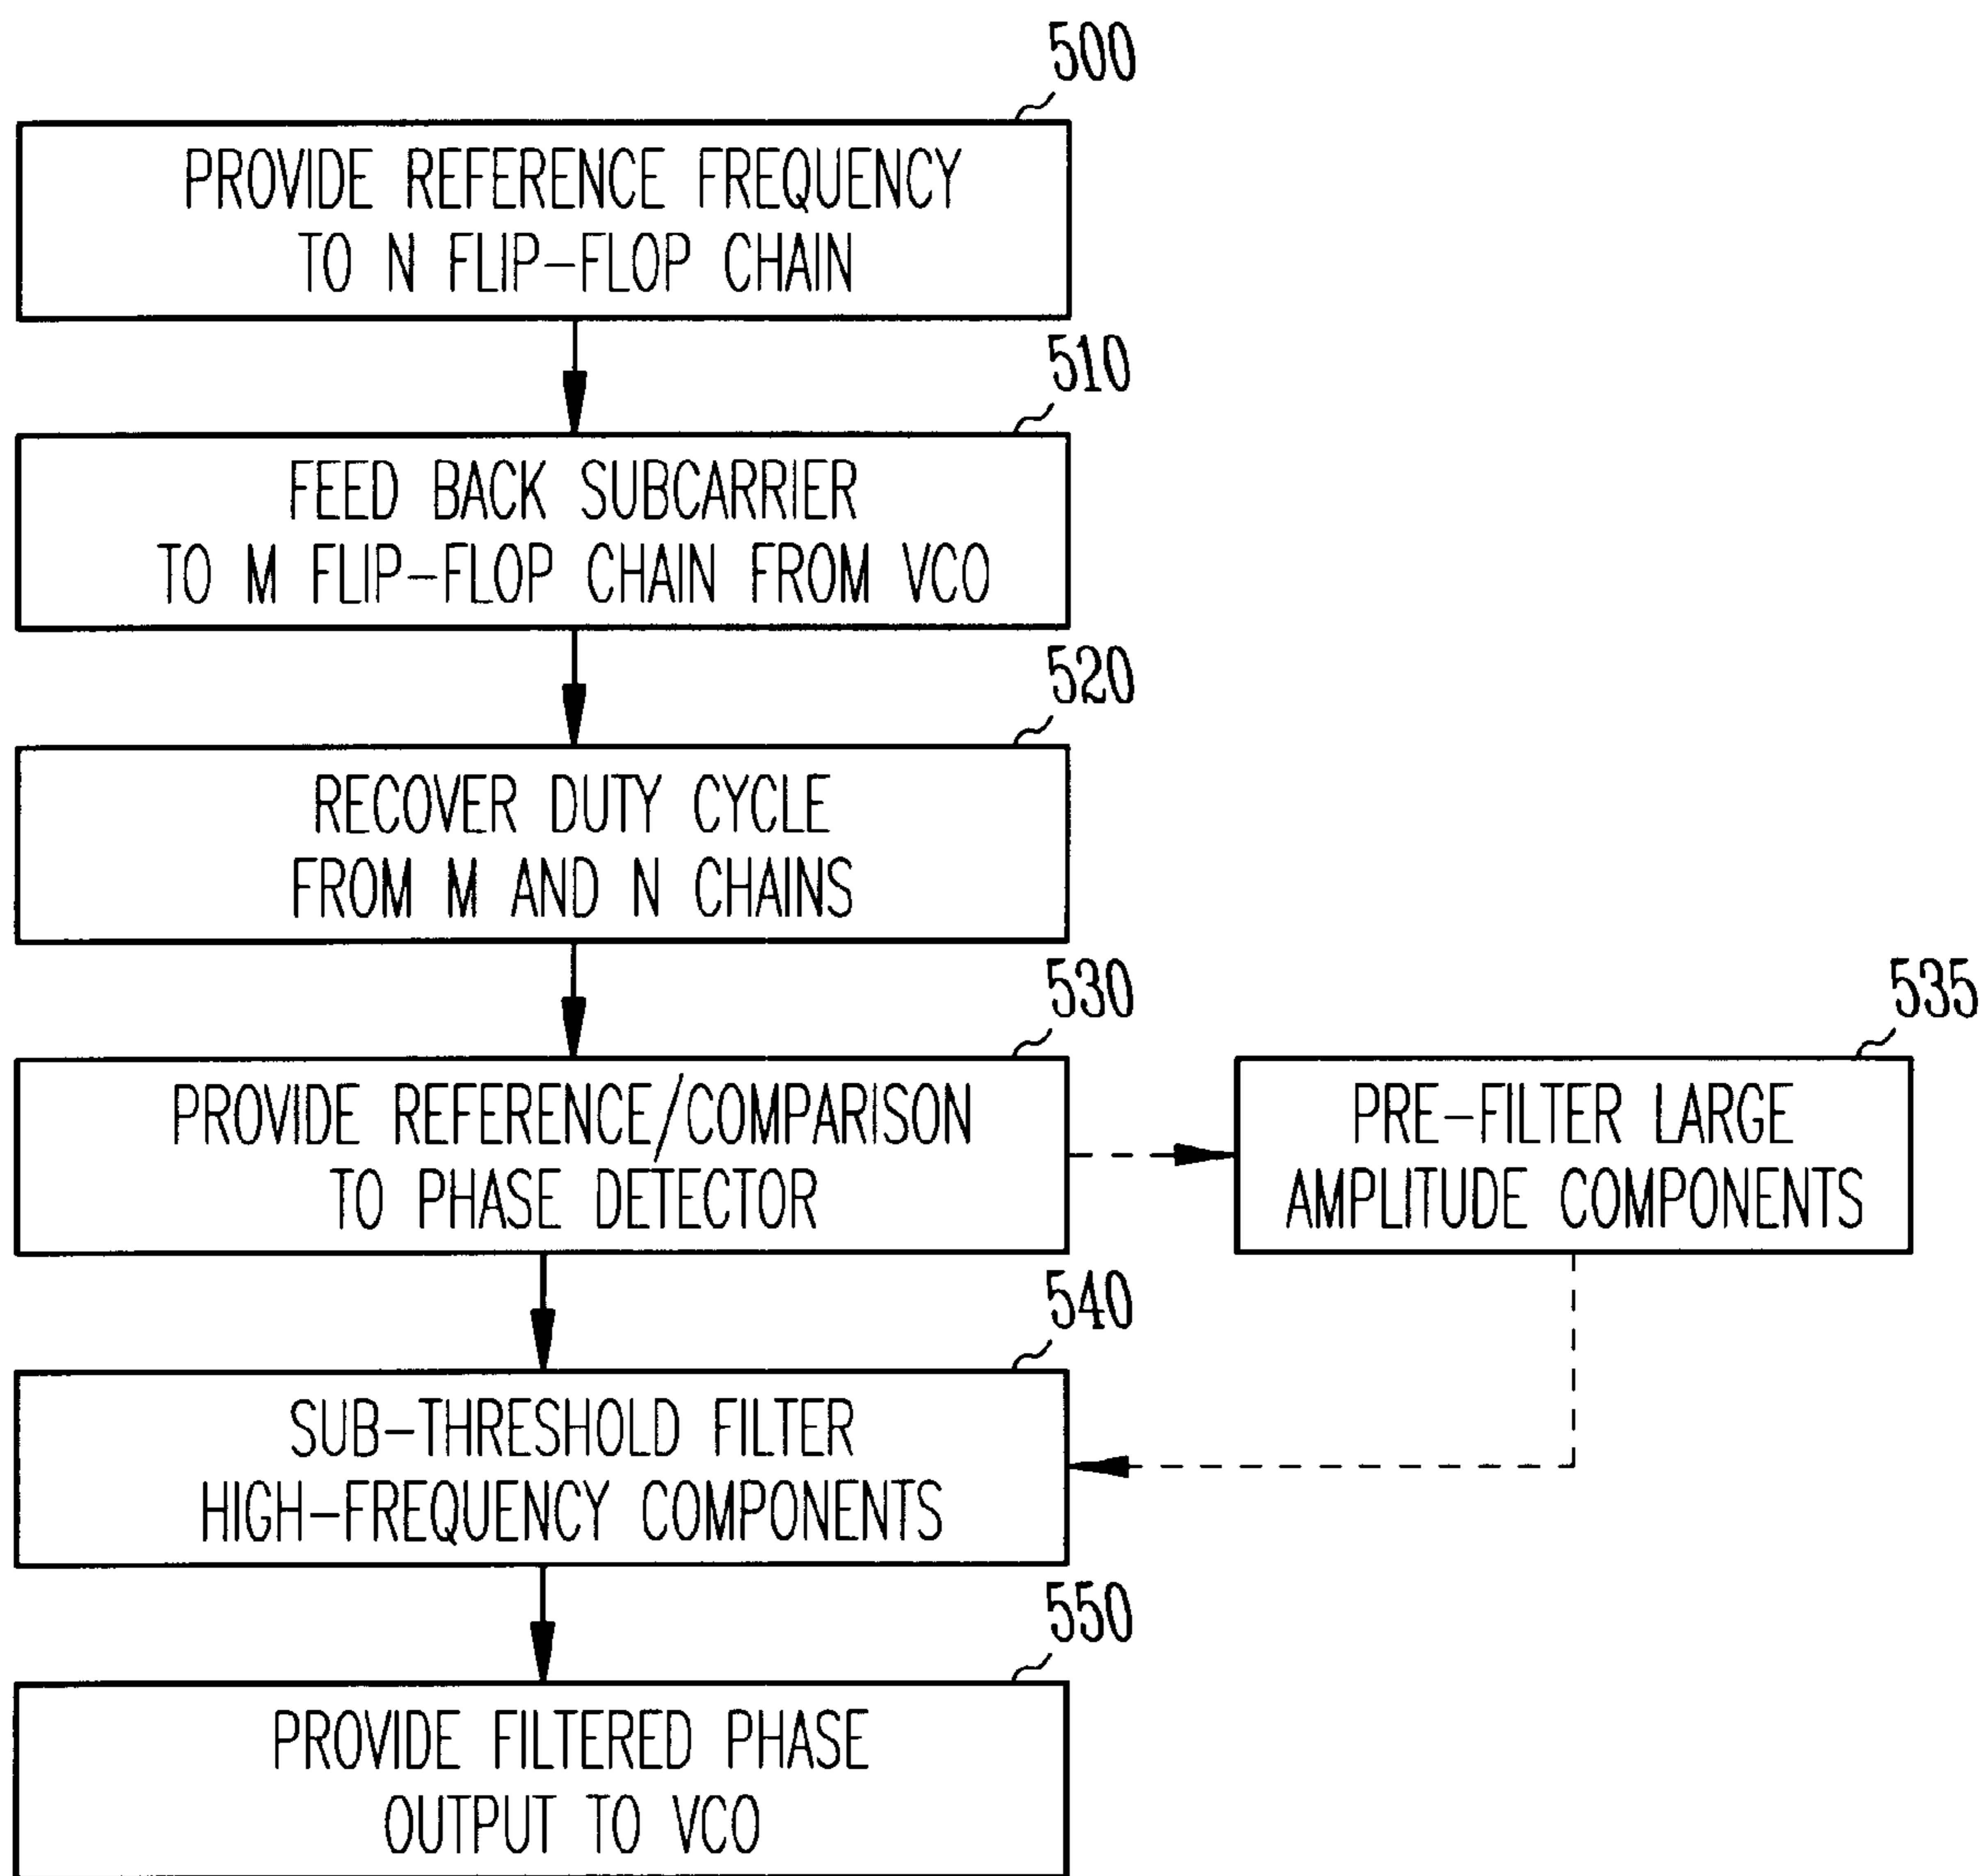 500
PROVIDE REFERENCE FREQUENCY
TO N FLIP-FLOP CHAIN
510
FEED BACK SUBCARRIER
TO M FLIP-FLOP CHAIN FROM VCO
520
RECOVER DUTY CYCLE
FROM M AND N CHAINS
530
PROVIDE REFERENCE/COMPARISON
TO PHASE DETECTOR
535
PRE-FILTER LARGE
AMPLITUDE COMPONENTS
540
SUB-THRESHOLD FILTER
HIGH-FREQUENCY COMPONENTS
550
PROVIDE FILTERED PHASE
OUTPUT TO VCO